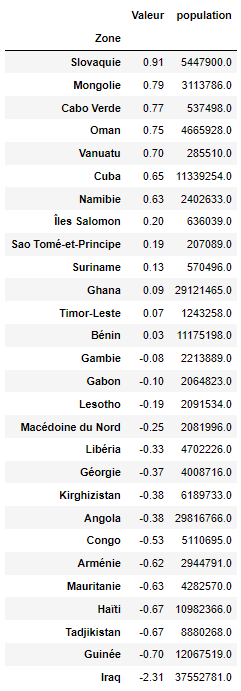 Valeur population
Zone
Slovaquie 0.91 5447900.0
Mongolie 0.79 3113786.0
Cabo Verde 0.77 537498.0
Oman 0.75 4665928.0
Vanuatu 0.70 285510.0
Cuba 0.65 11339254.0
Namibie 0.63 2402633.0
Îles Salomon 0.20 636039.0
Sao Tomé-et-Principe 0.19 207089.0
Suriname 0.13 570496.0
Ghana 0.09 29121465.0
Timor-Leste 0.07 1243258.0
Bénin 0.03 11175198.0
Gambie -0.08 2213889.0
Gabon -0.10 2064823.0
Lesotho -0.19 2091534.0
Macédoine du Nord -0.25 2081996.0
Libéria -0.33 4702226.0
Géorgie -0.37 4008716.0
Kirghizistan -0.38 6189733.0
Angola -0.38 29816766.0
Congo -0.53 5110695.0
Arménie -0.62 2944791.0
Mauritanie -0.63 4282570.0
Haïti -0.67 10982366.0
Tadjikistan -0.67 8880268.0
Guinée -0.70 12067519.0
Iraq -2.31 37552781.0